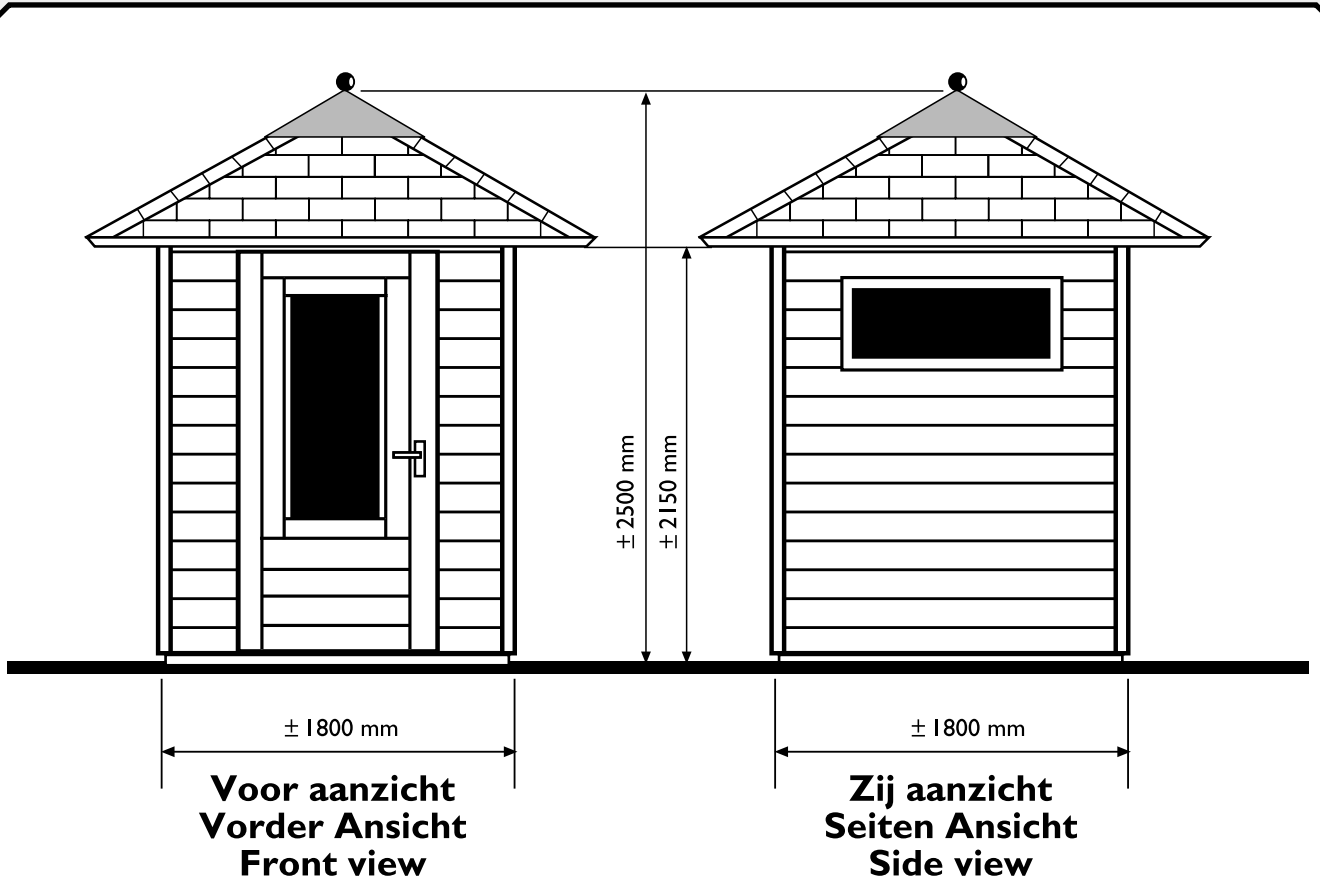 ± 2500 mm
± 2150 mm
± 1800 mm
± 1800 mm
Voor aanzicht
Vorder Ansicht
Front view
Zij aanzicht
Seiten Ansicht
Side view